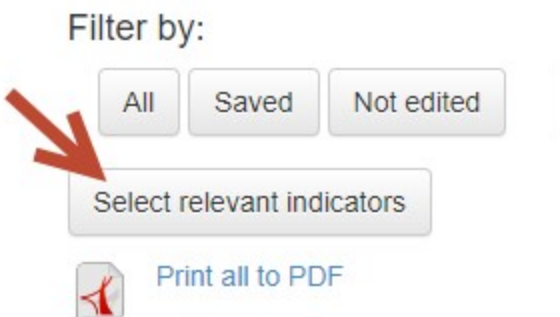 Filter by:
All Saved Not edited
Select relevant indicators
Print all to PDF